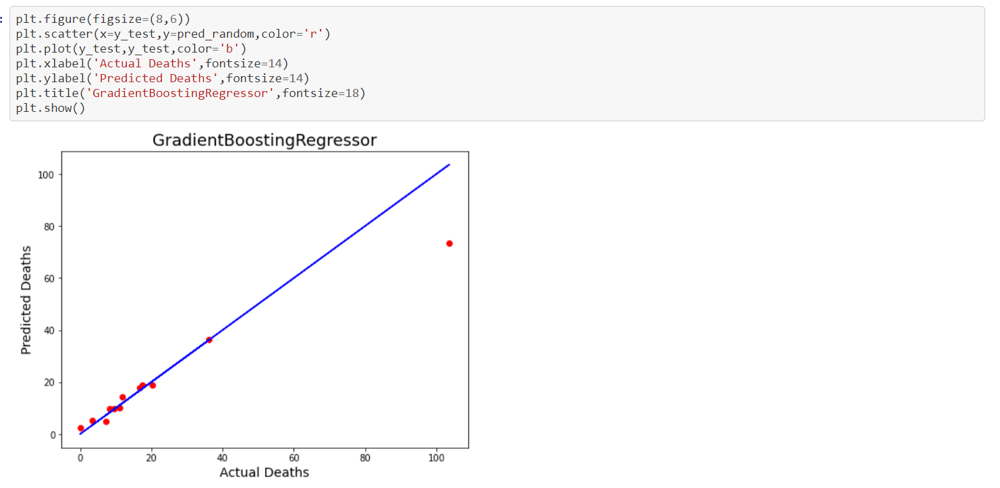 :
plt.figure(figsize=(8,6))
plt.scatter(x=y_test,y=pred_random,color='r')
plt.plot(y_test,y_test,color='b')
plt.xlabel('Actual Deaths',fontsize=14)
plt.ylabel('Predicted Deaths',fontsize=14)
plt.title('GradientBoostingRegressor',fontsize=18)
plt.show()
GradientBoostingRegressor
100
80
60
40
20
0
Predicted Deaths
0 20 40 60 80 100
Actual Deaths